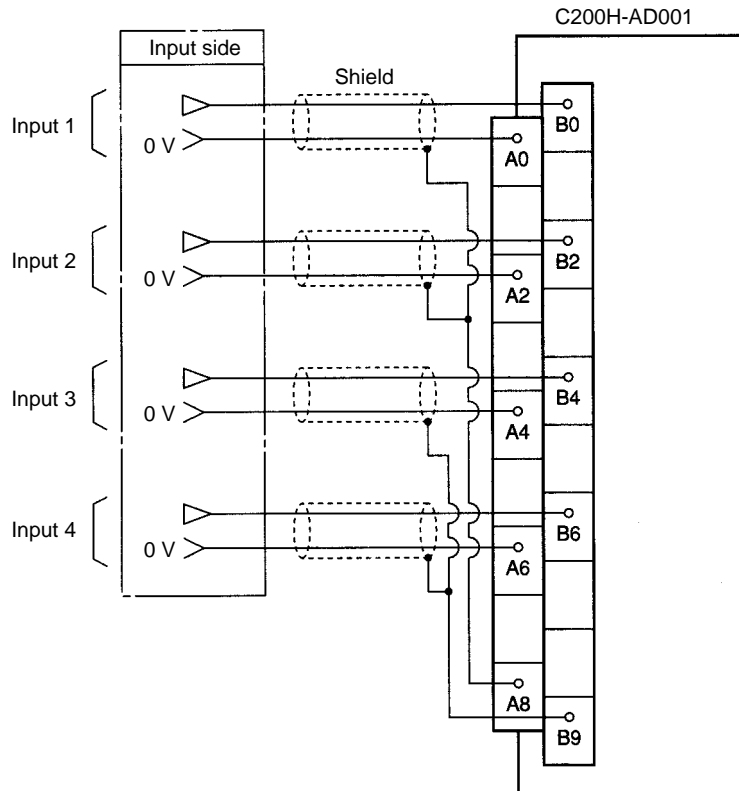 C200H-AD001
Input side
Shield
Input 1
0 V
B0
A0
Input 2
0 V
B2
A2
Input 3
0 V
B4
A4
Input 4
0 V
B6
A6
A8
B9